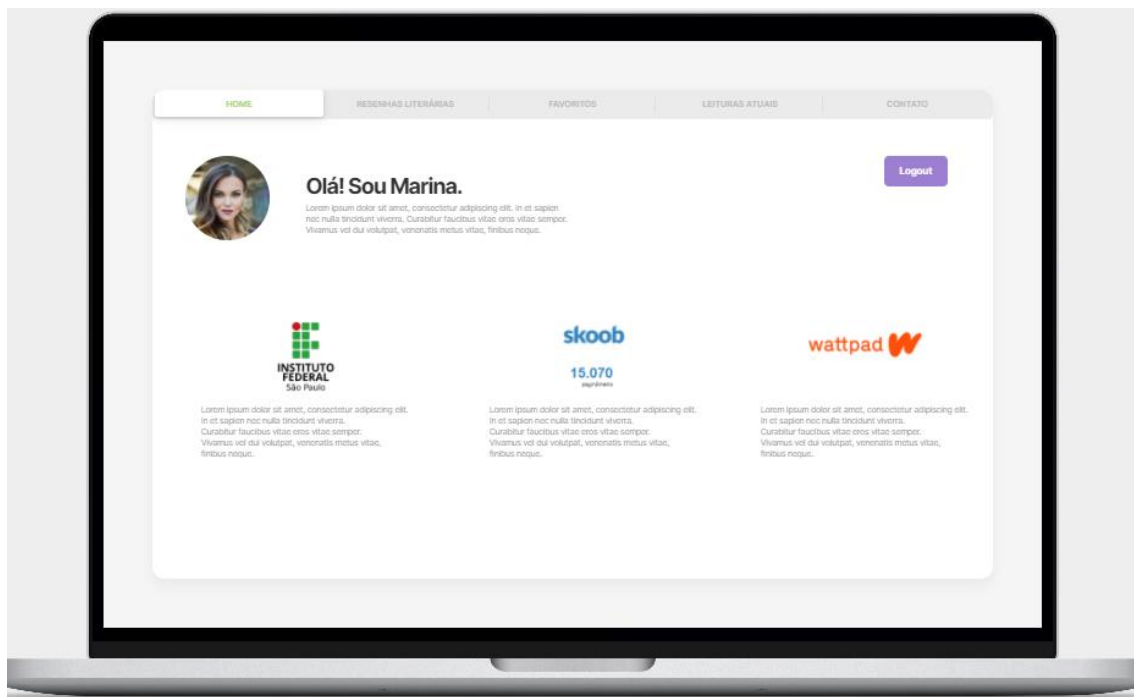 HOME
RESENHAS LITERÁRIAS
FAVORITOS
LEITURAS ATUAIS
CONTATO
Olá! Sou Marina.
Logout
Lorem ipsum dolor sit amet, consectetur adipiscing elit. In et sapien
nec nulla tincidunt viverra. Curabitur faucibus vitae eros vitae semper.
Vivamus vel dui volutpat, venenatis metus vitae, finibus neque.
INSTITUTO
FEDERAL
São Paulo
Lorem ipsum dolor sit amet, consectetur adipiscing elit.
In et sapien nec nulla tincidunt viverra.
Curabitur faucibus vitae eros vitae semper.
Vivamus vel dui volutpat, venenatis metus vitae,
finibus neque.
skoob
15.070
paginômetro
Lorem ipsum dolor sit amet, consectetur adipiscing elit.
In et sapien nec nulla tincidunt viverra.
Curabitur faucibus vitae eros vitae semper.
Vivamus vel dui volutpat, venenatis metus vitae,
finibus neque.
wattpad
Lorem ipsum dolor sit amet, consectetur adipiscing elit.
In et sapien nec nulla tincidunt viverra.
Curabitur faucibus vitae eros vitae semper.
Vivamus vel dui volutpat, venenatis metus vitae,
finibus neque.